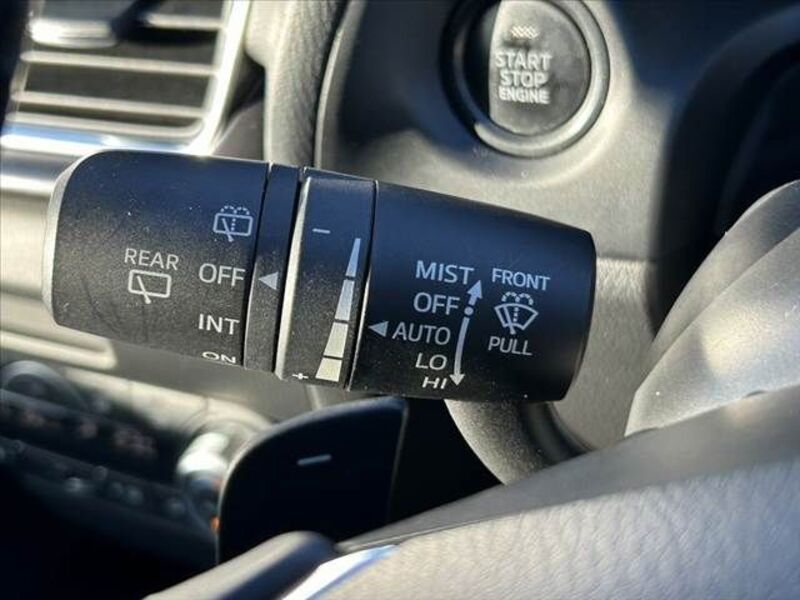 START
STOP
ENGINE
REAR
OFF
INT
ON
−
+
MIST
OFF
AUTO
LO
HI
FRONT
PULL
−